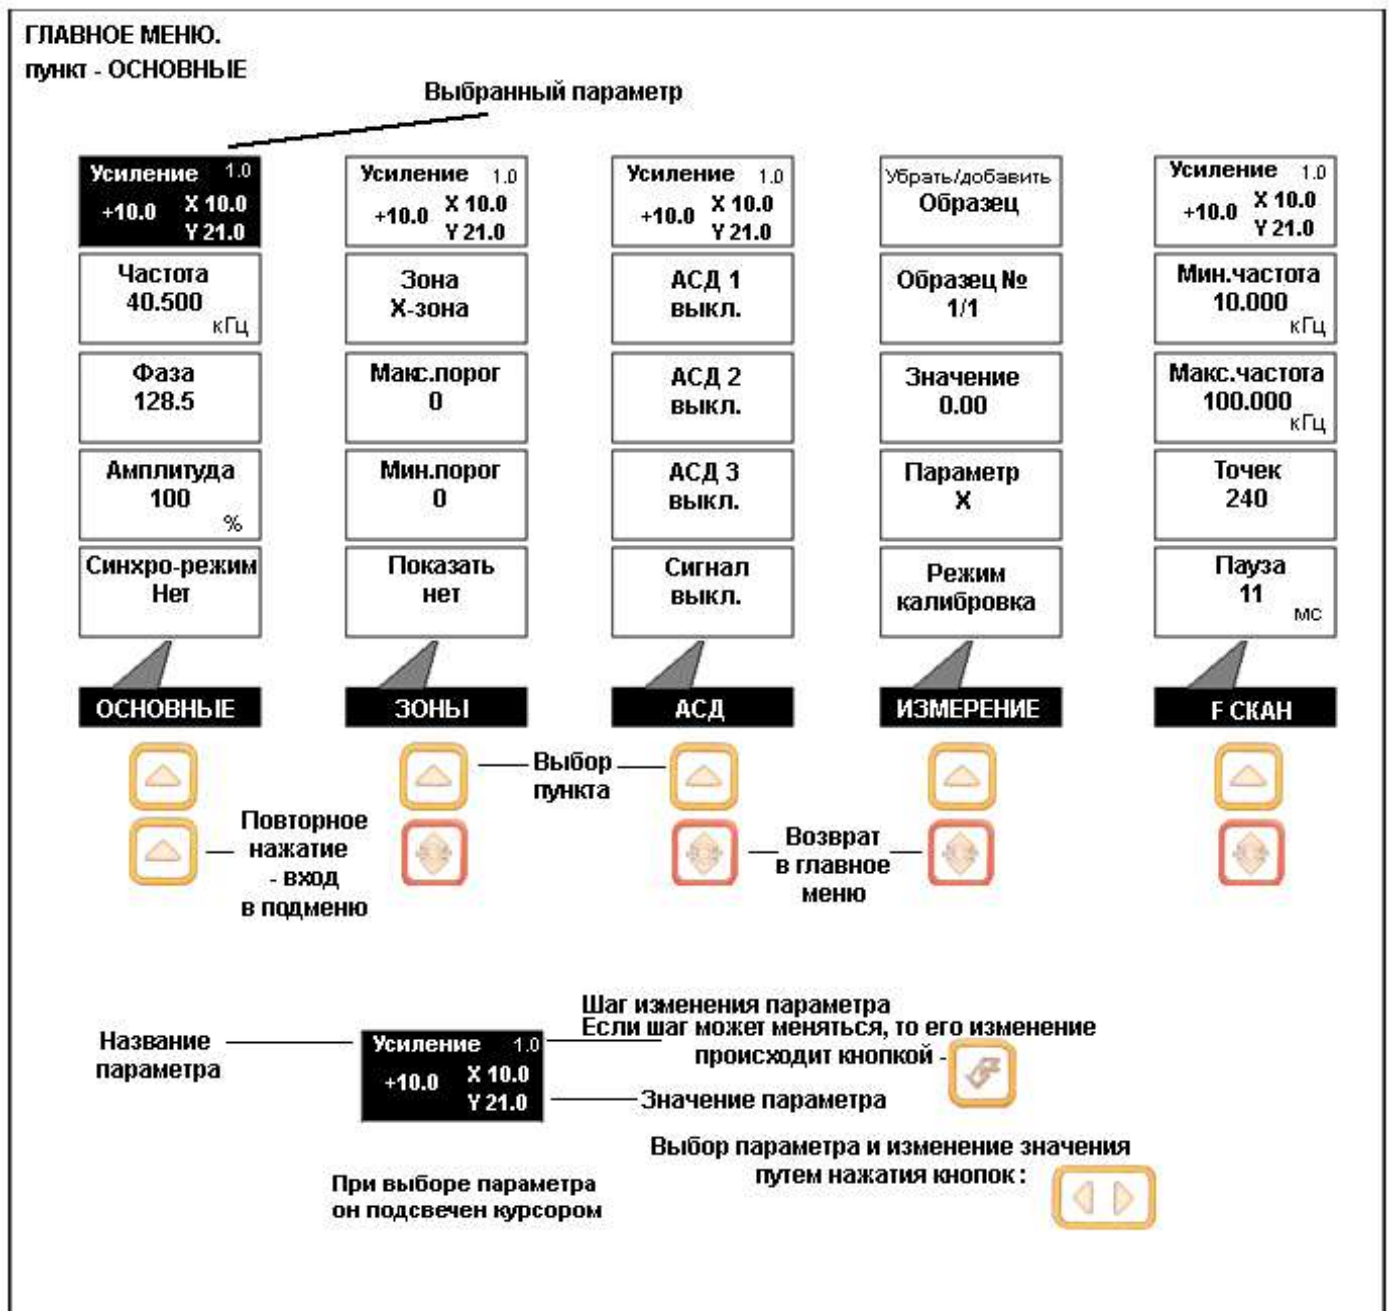 ГЛАВНОЕ МЕНЮ.
пункт - ОСНОВНЫЕ
Выбранный параметр
Усиление 1.0
+10.0 X 10.0
Y 21.0
Частота
40.500
кГц
Фаза
128.5
Амплитуда
100
%
Синхро-режим
Нет
ОСНОВНЫЕ
Усиление 1.0
+10.0 X 10.0
Y 21.0
Зона
X-зона
Макс.порог
0
Мин.порог
0
Показать
нет
ЗОНЫ
Усиление 1.0
+10.0 X 10.0
Y 21.0
АСД 1
выкл.
АСД 2
выкл.
АСД 3
выкл.
Сигнал
выкл.
АСД
Убрать/добавить
Образец
Образец №
1/1
Значение
0.00
Параметр
X
Режим
калибровка
ИЗМЕРЕНИЕ
Усиление 1.0
+10.0 X 10.0
Y 21.0
Мин.частота
10.000
кГц
Макс.частота
100.000
кГц
Точек
240
Пауза
11
мс
F СКАН
Выбор
пункта
Повторное
нажатие
- вход
в подменю
Возврат
в главное
меню
Название
параметра
Усиление 1.0
+10.0 X 10.0
Y 21.0
Шаг изменения параметра
Если шаг может меняться, то его изменение
происходит кнопкой -
Значение параметра
Выбор параметра и изменение значения
путем нажатия кнопок :
При выборе параметра
он подсвечен курсором